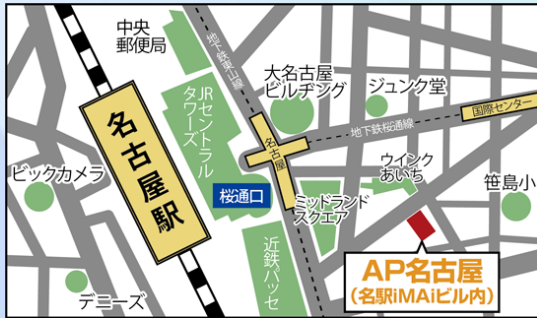 中央
郵便局
地下鉄東山線
大名古屋
ビルヂング
ジュンク堂
国際センター
JRセントラル
タワーズ
名古屋駅
名古屋
地下鉄桜通線
ビックカメラ
桜通口
ウインク
あいち
笹島小
ミッドランド
スクエア
近鉄パッセ
デニーズ
AP名古屋
(名駅iMAiビル内)